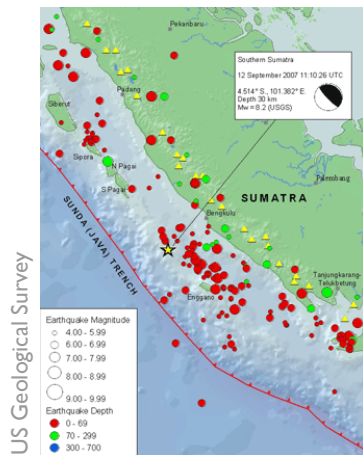 Pekanbaru
Southern Sumatra
12 September 2007 11:10:26 UTC
4.514° S., 101.382° E.
Depth 30 km
Mw = 8.2 (USGS)
Padang
Siberut
Sipora
N Pagai
S Pagai
Palembang
SUMATRA
Bengkulu
SUNDA (JAVA) TRENCH
Tanjungkarang-
Telukbetung
Enggano
Earthquake Magnitude
4.00 - 5.99
6.00 - 6.99
7.00 - 7.99
8.00 - 8.99
9.00 - 9.99
Earthquake Depth
0 - 69
70 - 299
300 - 700
US Geological Survey